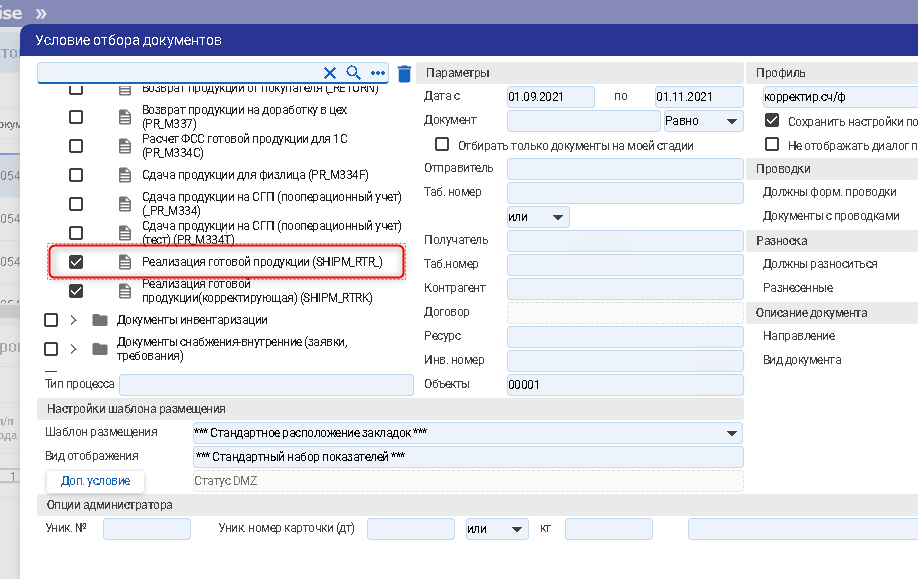 ise »
Условие отбора документов
Возврат продукции от покупателя (_RETURN)
Возврат продукции на доработку в цех
(PR_M337)
Расчет ФСС готовой продукции для 1С
(PR_M334C)
Сдача продукции для физлица (PR_M334F)
Сдача продукции на СГП (пооперационный учет)
(_PR_M334)
Сдача продукции на СГП (пооперационный учет)
(тест) (PR_M334T)
Реализация готовой продукции (SHIPM_RTR_)
Реализация готовой
продукции(корректирующая) (SHIPM_RTRK)
Документы инвентаризации
Документы снабжения-внутренние (заявки,
требования)
Тип процесса
Параметры
Дата с 01.09.2021 по 01.11.2021
Документ Равно
Отбирать только документы на моей стадии
Отправитель
Таб. номер
или
Получатель
Таб.номер
Контрагент
Договор
Ресурс
Инв. номер
Объекты 00001
Профиль
корректир.сч/ф
Сохранить настройки по
Не отображать диалог п
Проводки
Должны форм. проводки
Документы с проводками
Разноска
Должны разноситься
Разнесенные
Описание документа
Направление
Вид документа
Настройки шаблона размещения
Шаблон размещения *** Стандартное расположение закладок ***
Вид отображения *** Стандартный набор показателей ***
Доп. условие Статус DMZ
Опции администратора
Уник. № Уник. номер карточки (дт) или кт